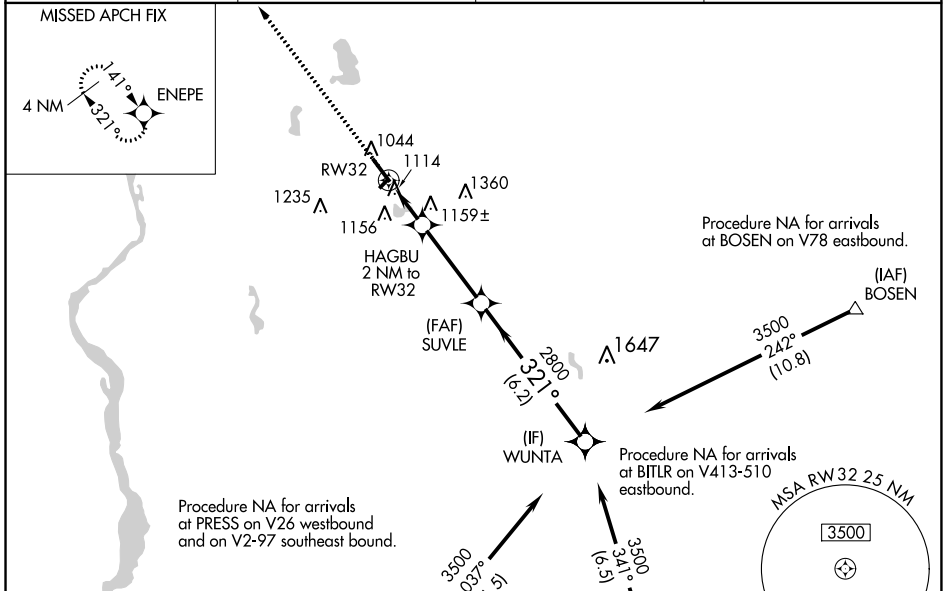 MISSED APCH FIX
4 NM
141°
321°
ENEPE
1044
RW32
1114
1235
1360
1156
1159±
HAGBU
2 NM to
RW32
Procedure NA for arrivals
at BOSEN on V78 eastbound.
(IAF)
BOSEN
(FAF)
SUVLE
3500
242°
(10.8)
1647
2800
321°
(6.2)
(IF)
WUNTA
Procedure NA for arrivals
at BITLR on V413-510
eastbound.
Procedure NA for arrivals
at PRESS on V26 westbound
and on V2-97 southeast bound.
3500
037°
3500
341°
(6.5)
MSA RW32 25 NM
3500